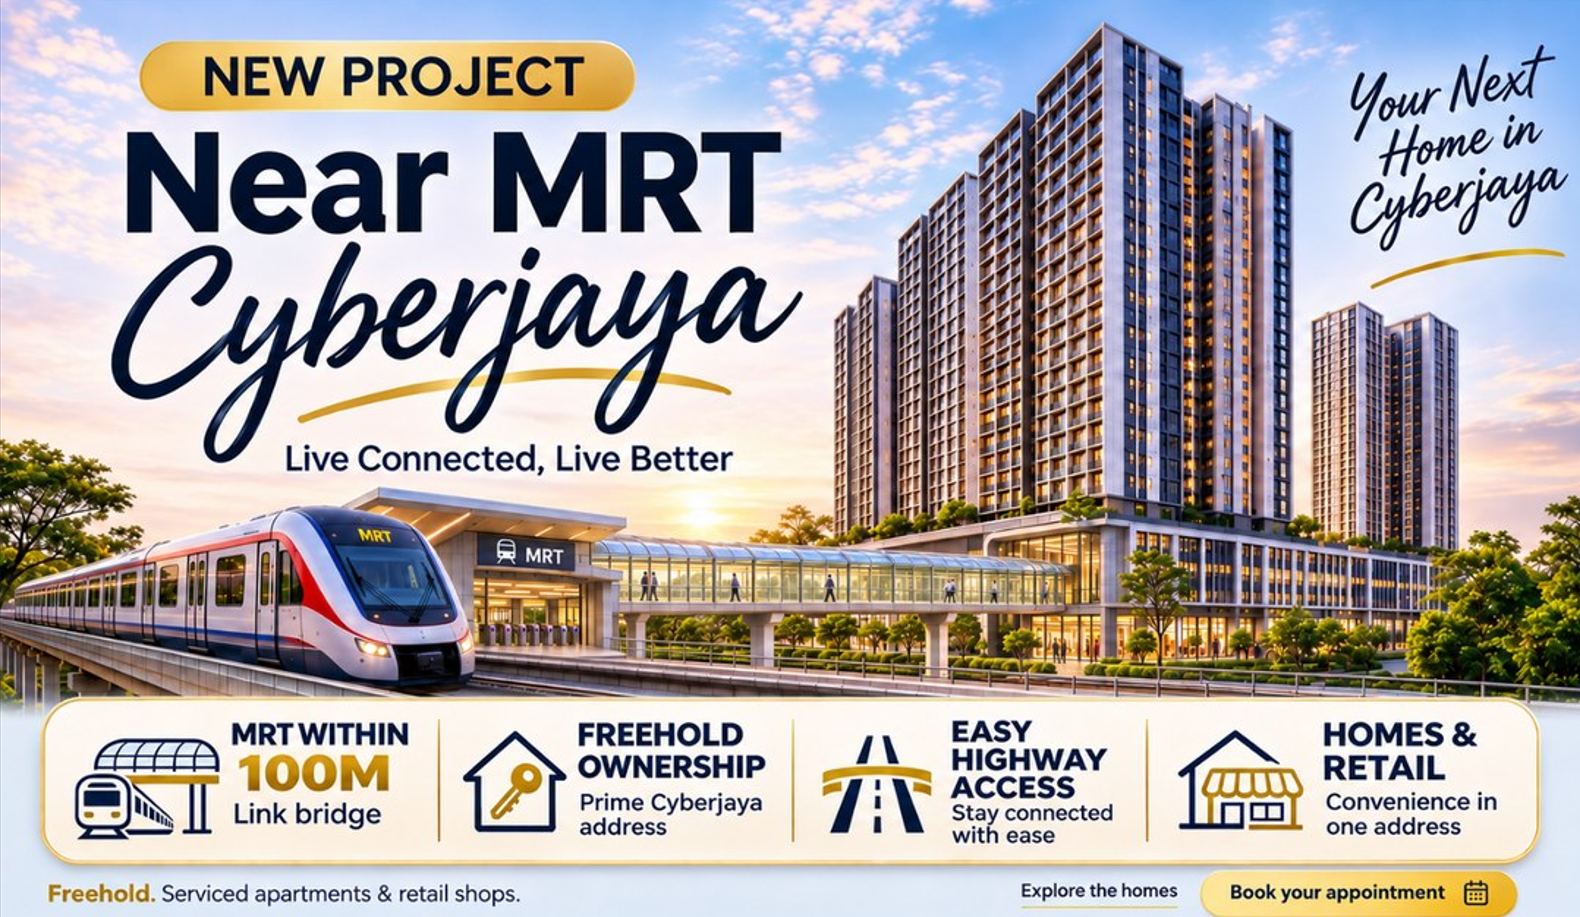 NEW PROJECT
Near MRT
Cyberjaya
Live Connected, Live Better
Your Next
Home in
Cyberjaya
MRT
MRT
MRT WITHIN
100M
Link bridge
FREEHOLD
OWNERSHIP
Prime Cyberjaya
address
EASY
HIGHWAY
ACCESS
Stay connected
with ease
HOMES &
RETAIL
Convenience in
one address
Freehold. Serviced apartments & retail shops.
Explore the homes
Book your appointment